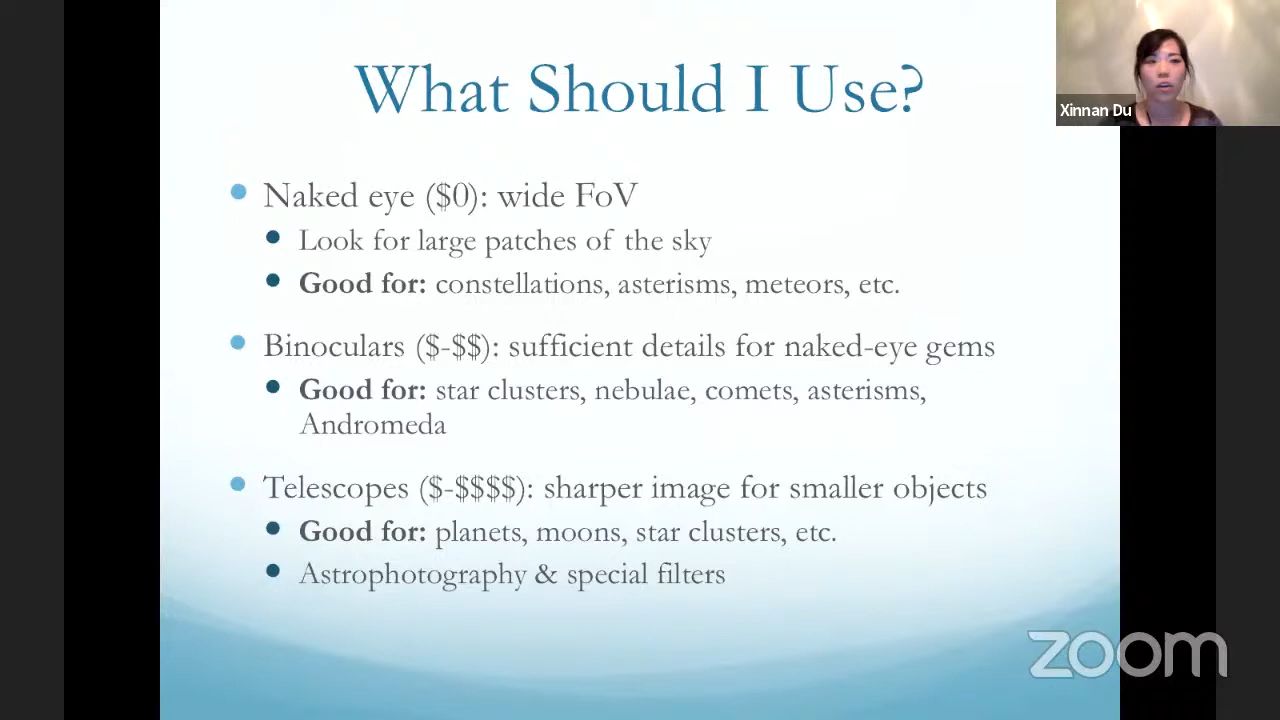 What Should I Use?
Xinnan Du
Naked eye ($0): wide FoV
Look for large patches of the sky
Good for: constellations, asterisms, meteors, etc.
Binoculars ($-$$): sufficient details for naked-eye gems
Good for: star clusters, nebulae, comets, asterisms,
Andromeda
Telescopes ($-$$$$): sharper image for smaller objects
Good for: planets, moons, star clusters, etc.
Astrophotography & special filters
zoom